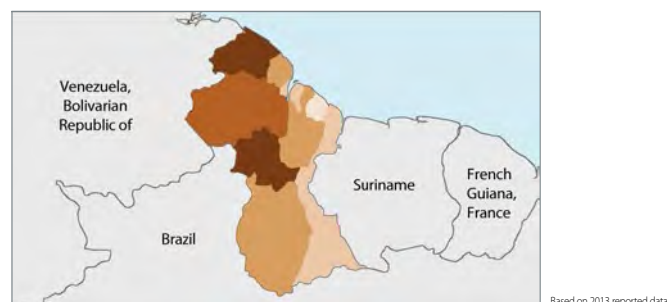 Venezuela,
Bolivarian
Republic of
Brazil
Suriname
French
Guiana,
France
Based on 2013 reported data